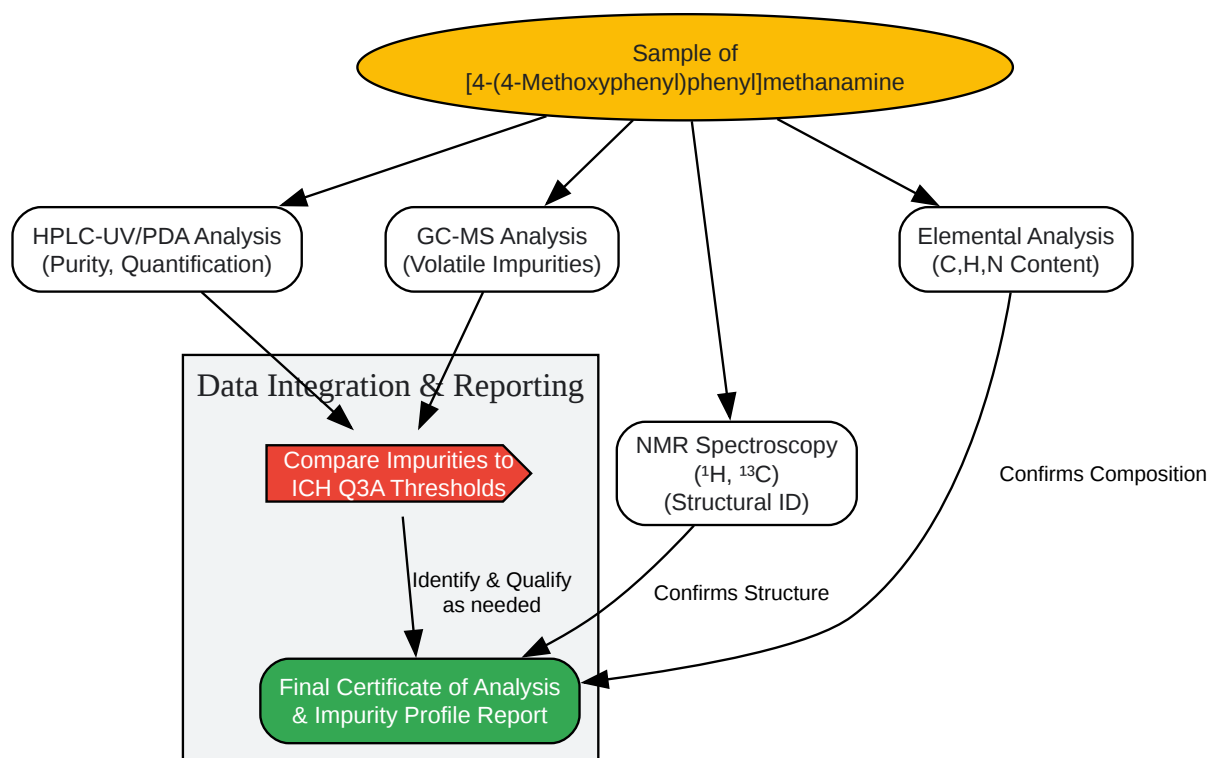 Sample of
[4-(4-Methoxyphenyl)phenyl]methanamine
HPLC-UV/PDA Analysis
(Purity, Quantification)
GC-MS Analysis
(Volatile Impurities)
Elemental Analysis
(C,H,N Content)
Data Integration & Reporting
Compare Impurities to
ICH Q3A Thresholds
NMR Spectroscopy
(¹H, ¹³C)
(Structural ID)
Confirms Composition
Identify & Qualify
as needed
Confirms Structure
Final Certificate of Analysis
& Impurity Profile Report